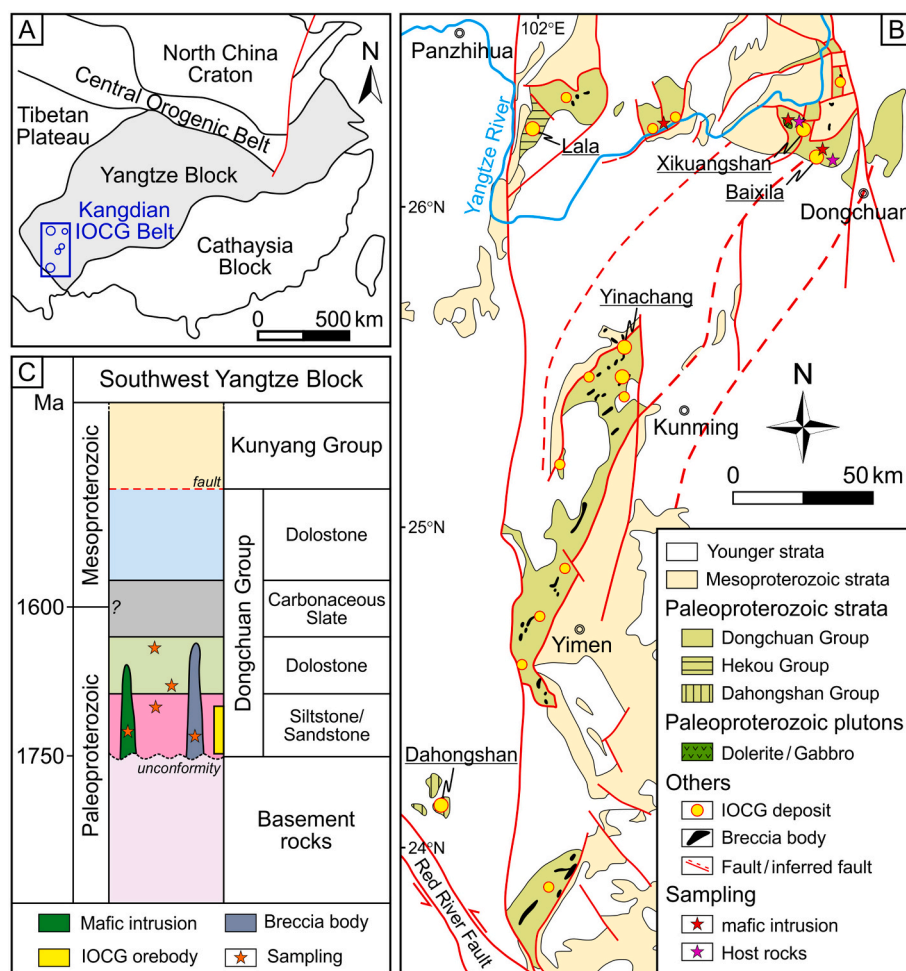 A
North China
Craton
N
Central Orogenic Belt
Tibetan
Plateau
Yangtze Block
Kangdian
IOCG Belt
Cathaysia
Block
0 500 km
B
102°E
Panzhihua
Yangtze River
Lala
Xikuangshan
Baixila
26°N
Dongchuan
Yinachang
N
Kunming
0 50 km
25°N
Yimen
Dahongshan
24°N
Red River Fault
Younger strata
Mesoproterozoic strata
Paleoproterozoic strata
Dongchuan Group
Hekou Group
Dahongshan Group
Paleoproterozoic plutons
Dolerite/Gabbro
Others
IOCG deposit
Breccia body
Fault/inferred fault
Sampling
mafic intrusion
Host rocks
C
Southwest Yangtze Block
Ma
Mesoproterozoic
Kunyang Group
fault
Dongchuan Group
Dolostone
1600
?
Carbonaceous
Slate
Paleoproterozoic
Dolostone
Siltstone/
Sandstone
1750
unconformity
Basement
rocks
Mafic intrusion
Breccia body
IOCG orebody
Sampling